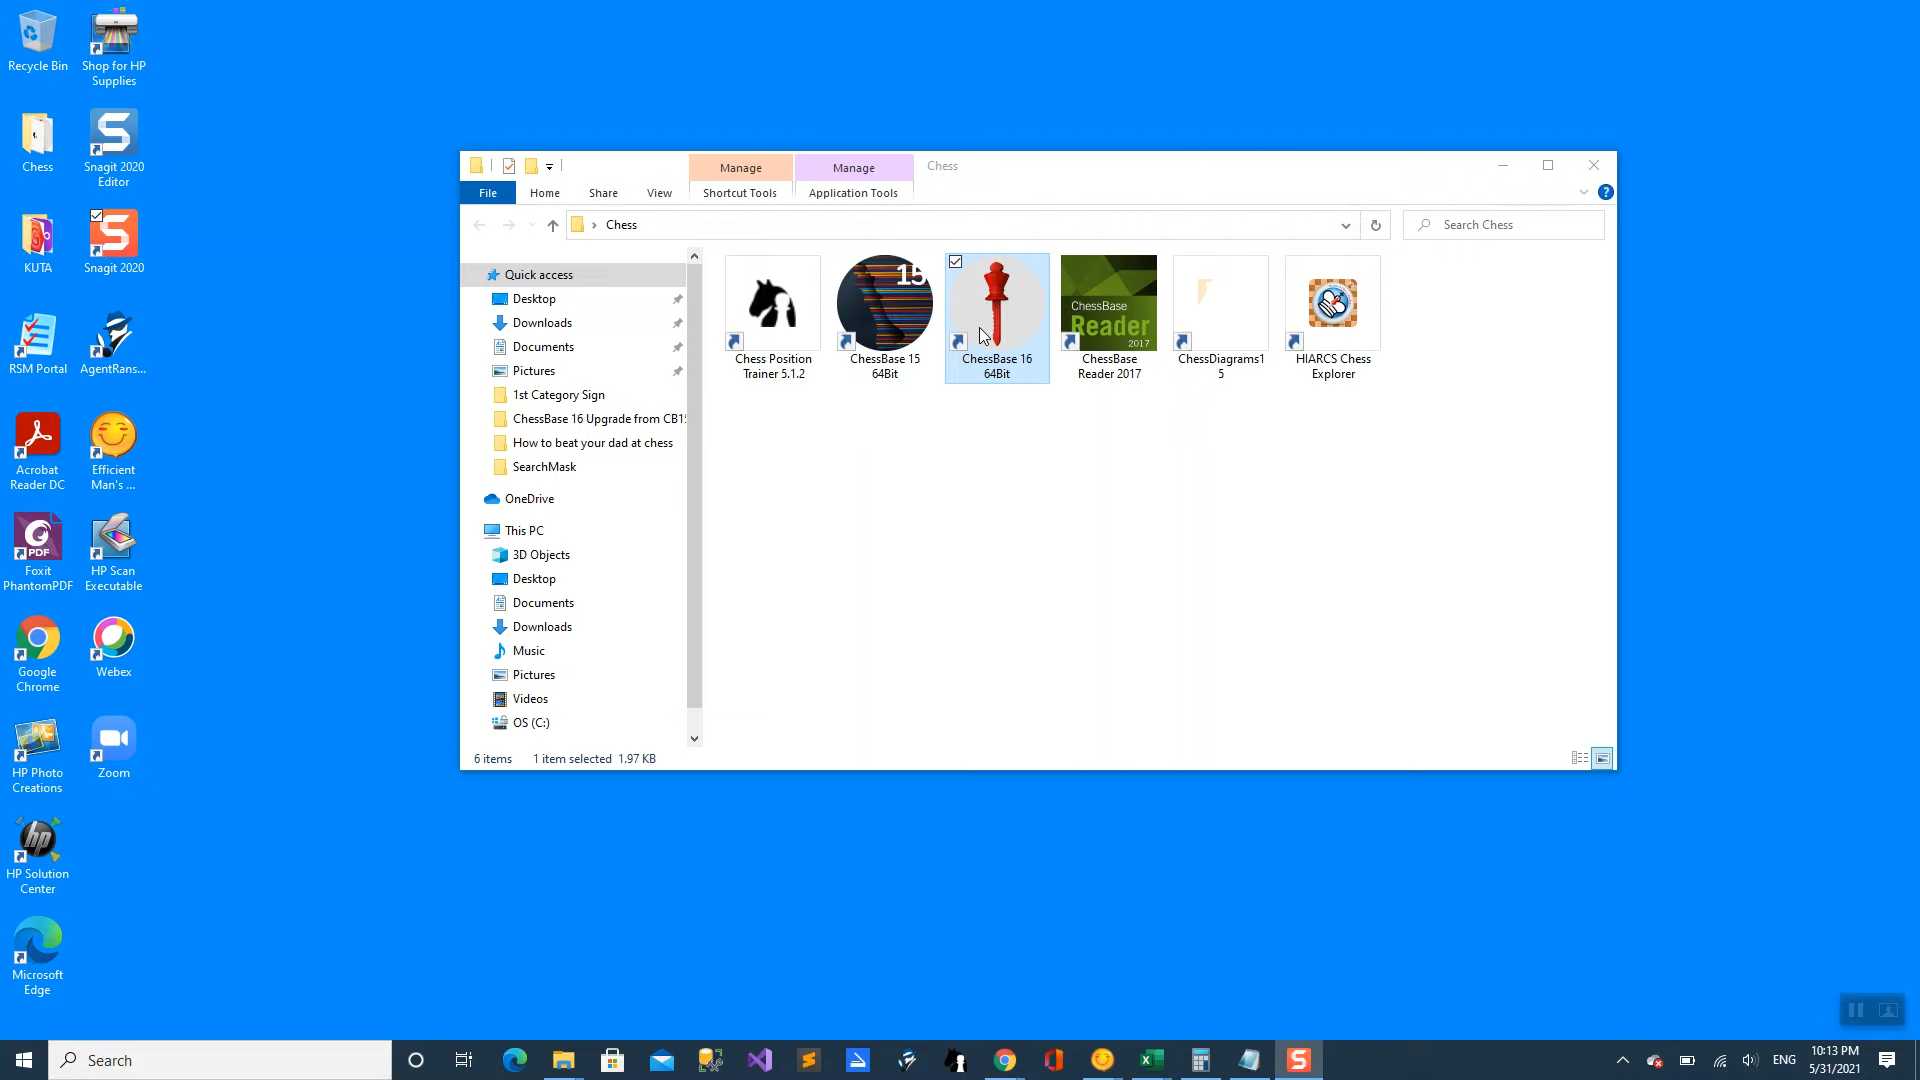 Recycle Bin
Shop for HP
Supplies
Chess
Snagit 2020
Editor
KUTA
Snagit 2020
RSM Portal
AgentRans...
Acrobat
Reader DC
Efficient
Man's ...
PDF
Foxit
PhantomPDF
HP Scan
Executable
Google
Chrome
Webex
HP Photo
Creations
Zoom
hp
HP Solution
Center
Microsoft
Edge
Manage
Manage
Chess
File
Home
Share
View
Shortcut Tools
Application Tools
Chess
Search Chess
Quick access
Desktop
Downloads
Documents
Pictures
1st Category Sign
ChessBase 16 Upgrade from CB1
How to beat your dad at chess
SearchMask
OneDrive
This PC
3D Objects
Desktop
Documents
Downloads
Music
Pictures
Videos
OS (C:)
Chess Position
Trainer 5.1.2
15
ChessBase 15
64Bit
ChessBase 16
64Bit
ChessBase
Reader
2017
ChessBase
Reader 2017
ChessDiagrams1
5
HIARCS Chess
Explorer
6 items
1 item selected 1.97 KB
Search
ENG
10:13 PM
5/31/2021